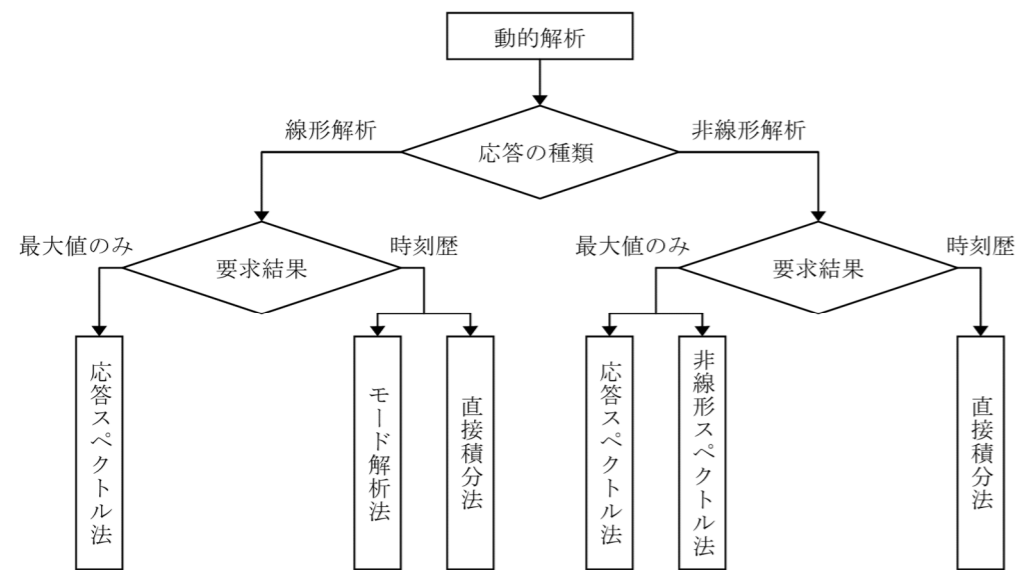 動的解析
線形解析
応答の種類
非線形解析
最大値のみ
要求結果
時刻歴
最大値のみ
要求結果
時刻歴
応答スペクトル法
モード解析法
直接積分法
応答スペクトル法
非線形スペクトル法
直接積分法